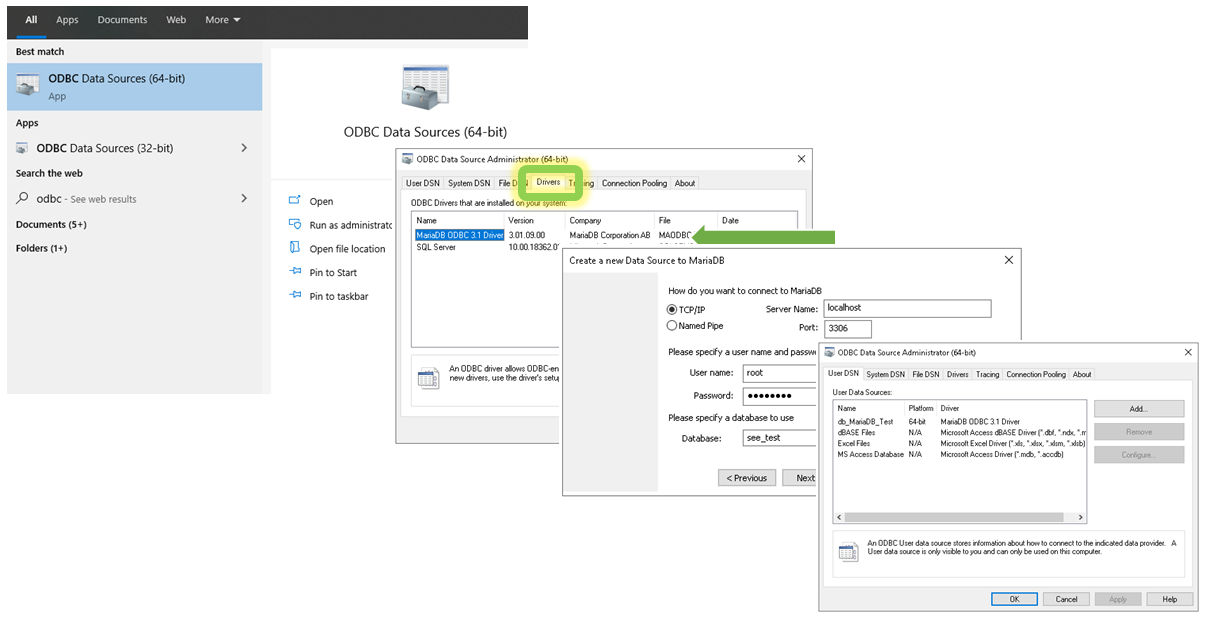 All Apps Documents Web More
Best match
ODBC Data Sources (64-bit)
App
Apps
ODBC Data Sources (32-bit)
Search the web
odbc - See web results
Documents (5+)
Folders (1+)
ODBC Data Sources (64-bit)
Open
Run as administrato
Open file location
Pin to Start
Pin to taskbar
ODBC Data Source Administrator (64-bit)
User DSN System DSN File Drivers Connection Pooling About
ODBC Drivers that are installed on your system:
Name Version Company File Date
MariaDB ODBC 3.1 Driver 3.01.09.00 MariaDB Corporation AB MAODBC
SQL Server 10.00.18362.0
An ODBC driver allows ODBC-en
new drivers, use the driver's setu
Create a new Data Source to MariaDB
How do you want to connect to MariaDB
TCP/IP Server Name: localhost
Named Pipe Port: 3306
Please specify a user name and passw
User name: root
Password: ●●●●●●●●
Please specify a database to use
Database: see_test
< Previous Next
ODBC Data Source Administrator (64-bit)
User DSN System DSN File DSN Drivers Tracing Connection Pooling About
User Data Sources:
Name Platform Driver
db_MariaDB_Test 64-bit MariaDB ODBC 3.1 Driver
dBASE Files N/A Microsoft Access dBASE Driver (*.dbf, *.ndx, *.m
Excel Files N/A Microsoft Excel Driver (*.xls, *.xlsx, *.xlsm, *.xlsb)
MS Access Database N/A Microsoft Access Driver (*.mdb, *.accdb)
Add...
Remove
Configure...
An ODBC User data source stores information about how to connect to the indicated data provider. A
User data source is only visible to you and can only be used on this computer.
OK Cancel Apply Help